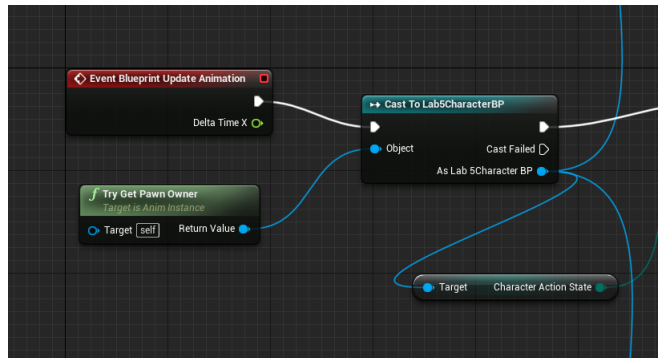 Event Blueprint Update Animation
Delta Time X
Cast To Lab5CharacterBP
Object
Cast Failed
As Lab 5Character BP
f Try Get Pawn Owner
Target is Anim Instance
Target self
Return Value
Target
Character Action State